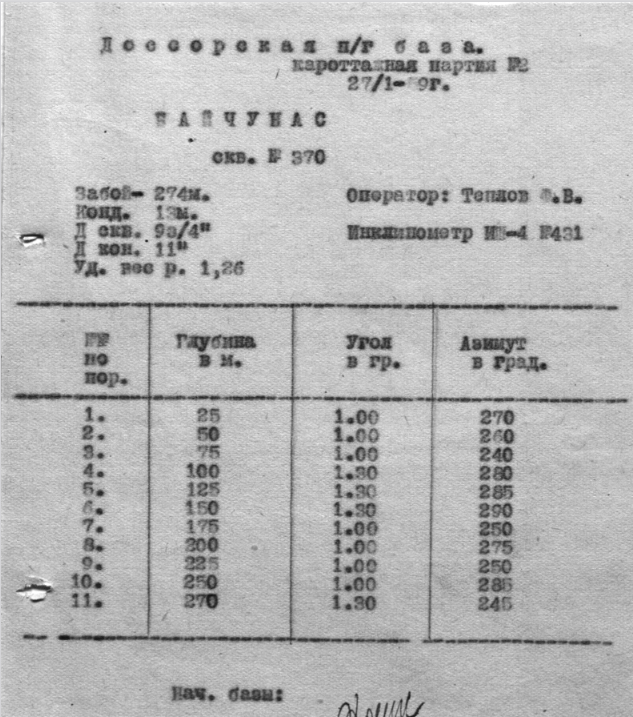 Доссорская п/г база.
каротажная партия №2
27/1- 9г.
БАЙЧУНАС
скв. № 370
Забой- 274м. Оператор: Теплов Ф.В.
Конд. 13м.
Д скв. 93/4" Инклинометр ИШ-4 №431
Д кон. 11"
Уд. вес р. 1,26
№№ по пор. Глубина в м. Угол в гр. Азимут в град.
1. 25 1.00 270
2. 50 1.00 260
3. 75 1.00 240
4. 100 1.30 280
5. 125 1.30 285
6. 150 1.30 290
7. 175 1.00 250
8. 200 1.00 275
9. 225 1.00 250
10. 250 1.00 285
11. 270 1.30 245
Нач. базы: